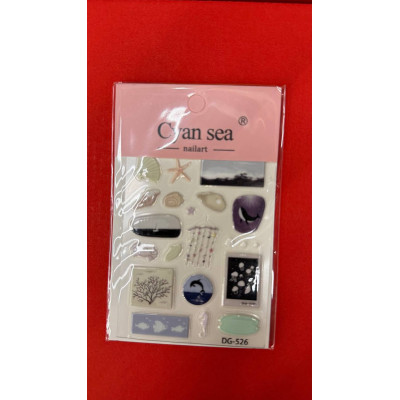 Cyan sea ®
nailart
DG-526